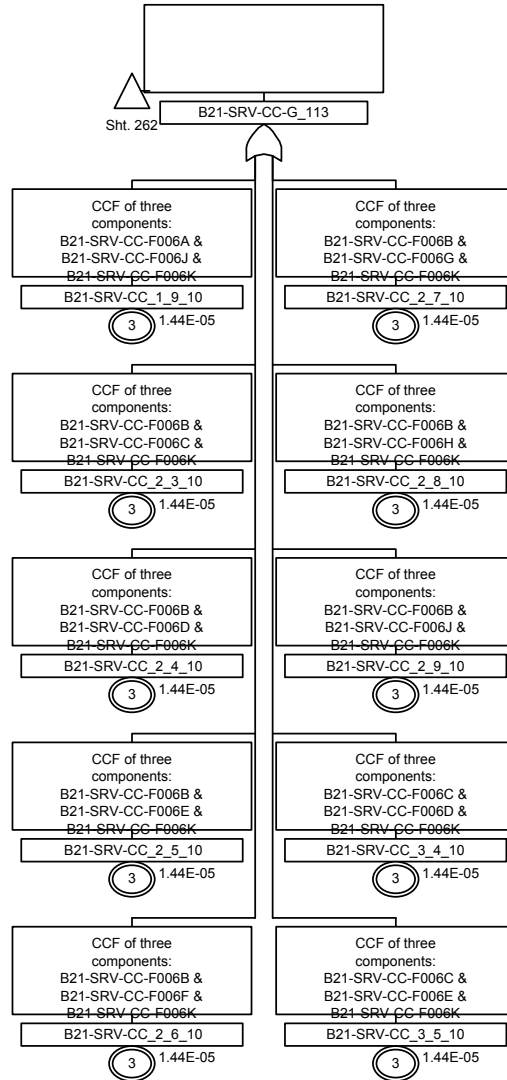 B21-SRV-CC-G_113
Sht. 262
CCF of three
components:
B21-SRV-CC-F006A &
B21-SRV-CC-F006J &
B21-SRV-CC-F006K
B21-SRV-CC_1_9_10
3
1.44E-05
CCF of three
components:
B21-SRV-CC-F006B &
B21-SRV-CC-F006G &
B21-SRV-CC-F006K
B21-SRV-CC_2_7_10
3
1.44E-05
CCF of three
components:
B21-SRV-CC-F006B &
B21-SRV-CC-F006C &
B21-SRV-CC-F006K
B21-SRV-CC_2_3_10
3
1.44E-05
CCF of three
components:
B21-SRV-CC-F006B &
B21-SRV-CC-F006H &
B21-SRV-CC-F006K
B21-SRV-CC_2_8_10
3
1.44E-05
CCF of three
components:
B21-SRV-CC-F006B &
B21-SRV-CC-F006D &
B21-SRV-CC-F006K
B21-SRV-CC_2_4_10
3
1.44E-05
CCF of three
components:
B21-SRV-CC-F006B &
B21-SRV-CC-F006J &
B21-SRV-CC-F006K
B21-SRV-CC_2_9_10
3
1.44E-05
CCF of three
components:
B21-SRV-CC-F006B &
B21-SRV-CC-F006E &
B21-SRV-CC-F006K
B21-SRV-CC_2_5_10
3
1.44E-05
CCF of three
components:
B21-SRV-CC-F006C &
B21-SRV-CC-F006D &
B21-SRV-CC-F006K
B21-SRV-CC_3_4_10
3
1.44E-05
CCF of three
components:
B21-SRV-CC-F006B &
B21-SRV-CC-F006F &
B21-SRV-CC-F006K
B21-SRV-CC_2_6_10
3
1.44E-05
CCF of three
components:
B21-SRV-CC-F006C &
B21-SRV-CC-F006E &
B21-SRV-CC-F006K
B21-SRV-CC_3_5_10
3
1.44E-05